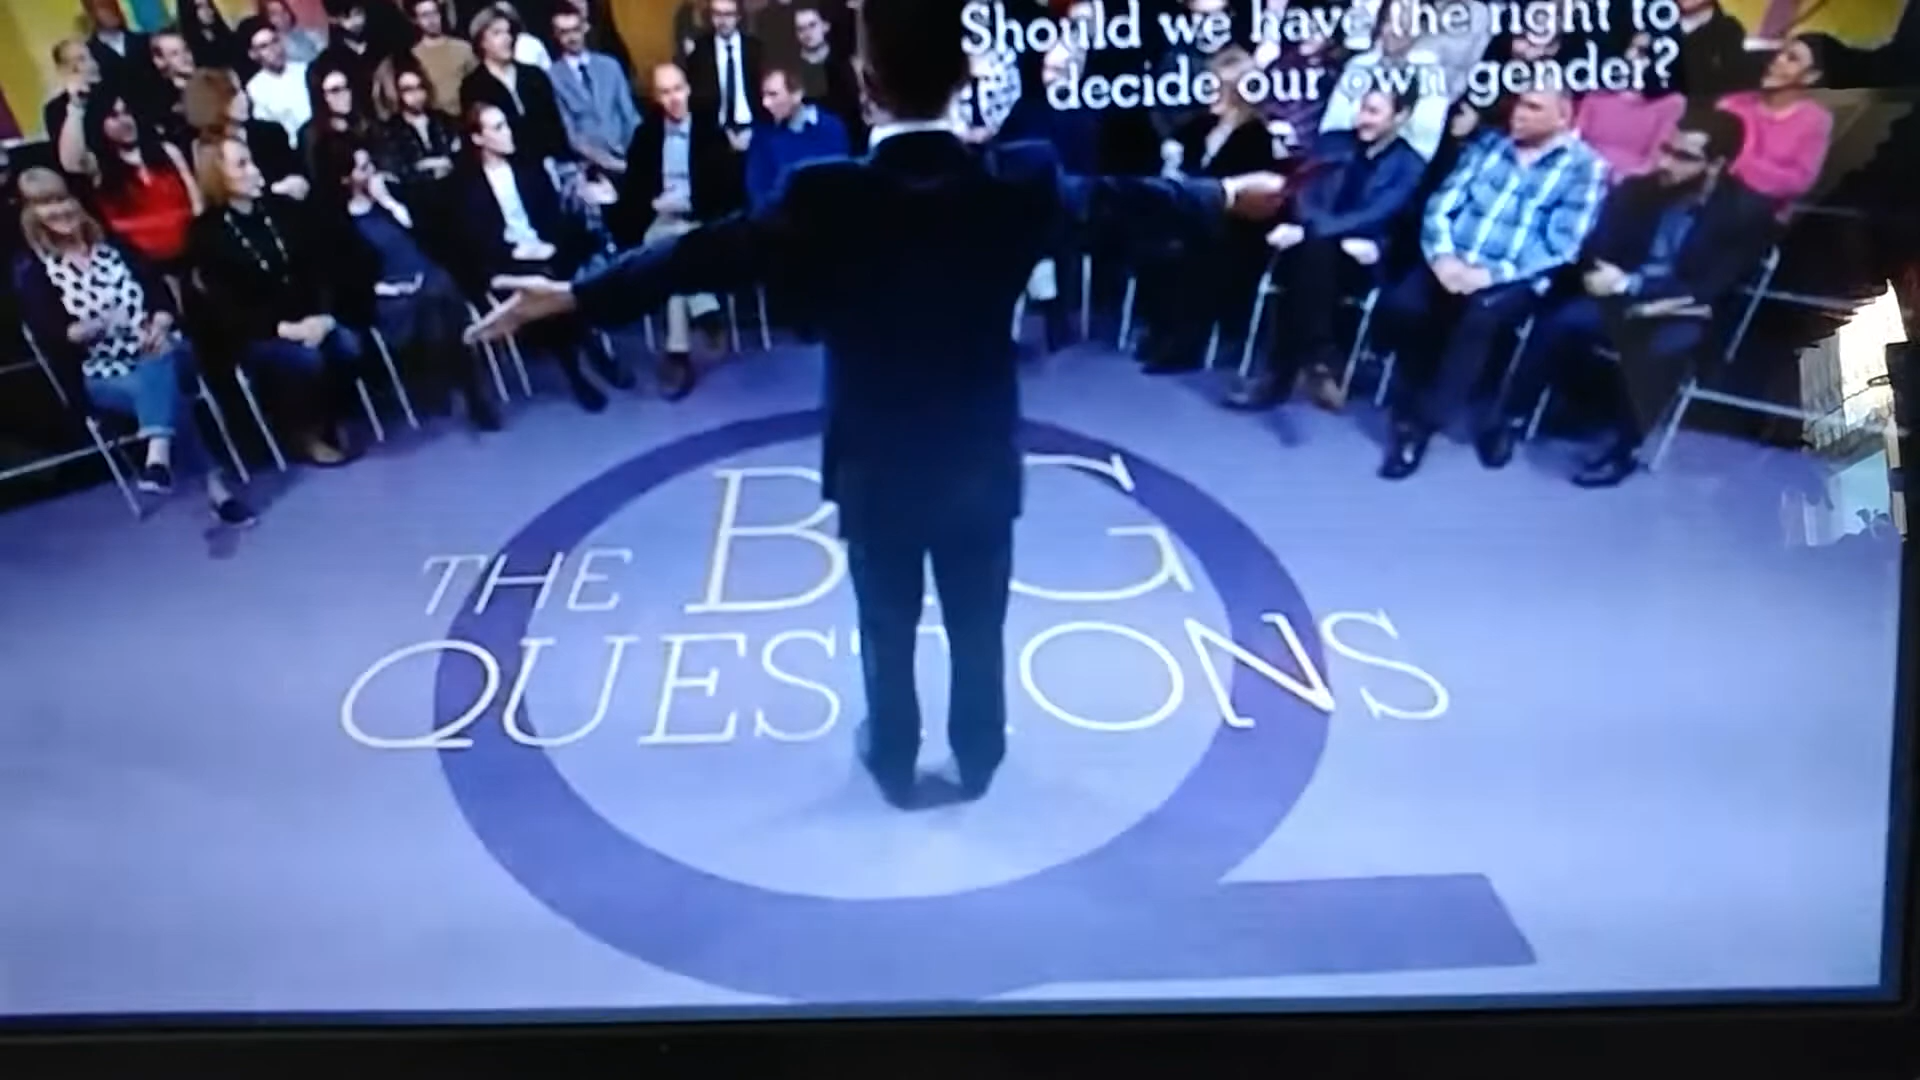 Should we have the right to
decide our own gender?
THE BIG
QUESTIONS